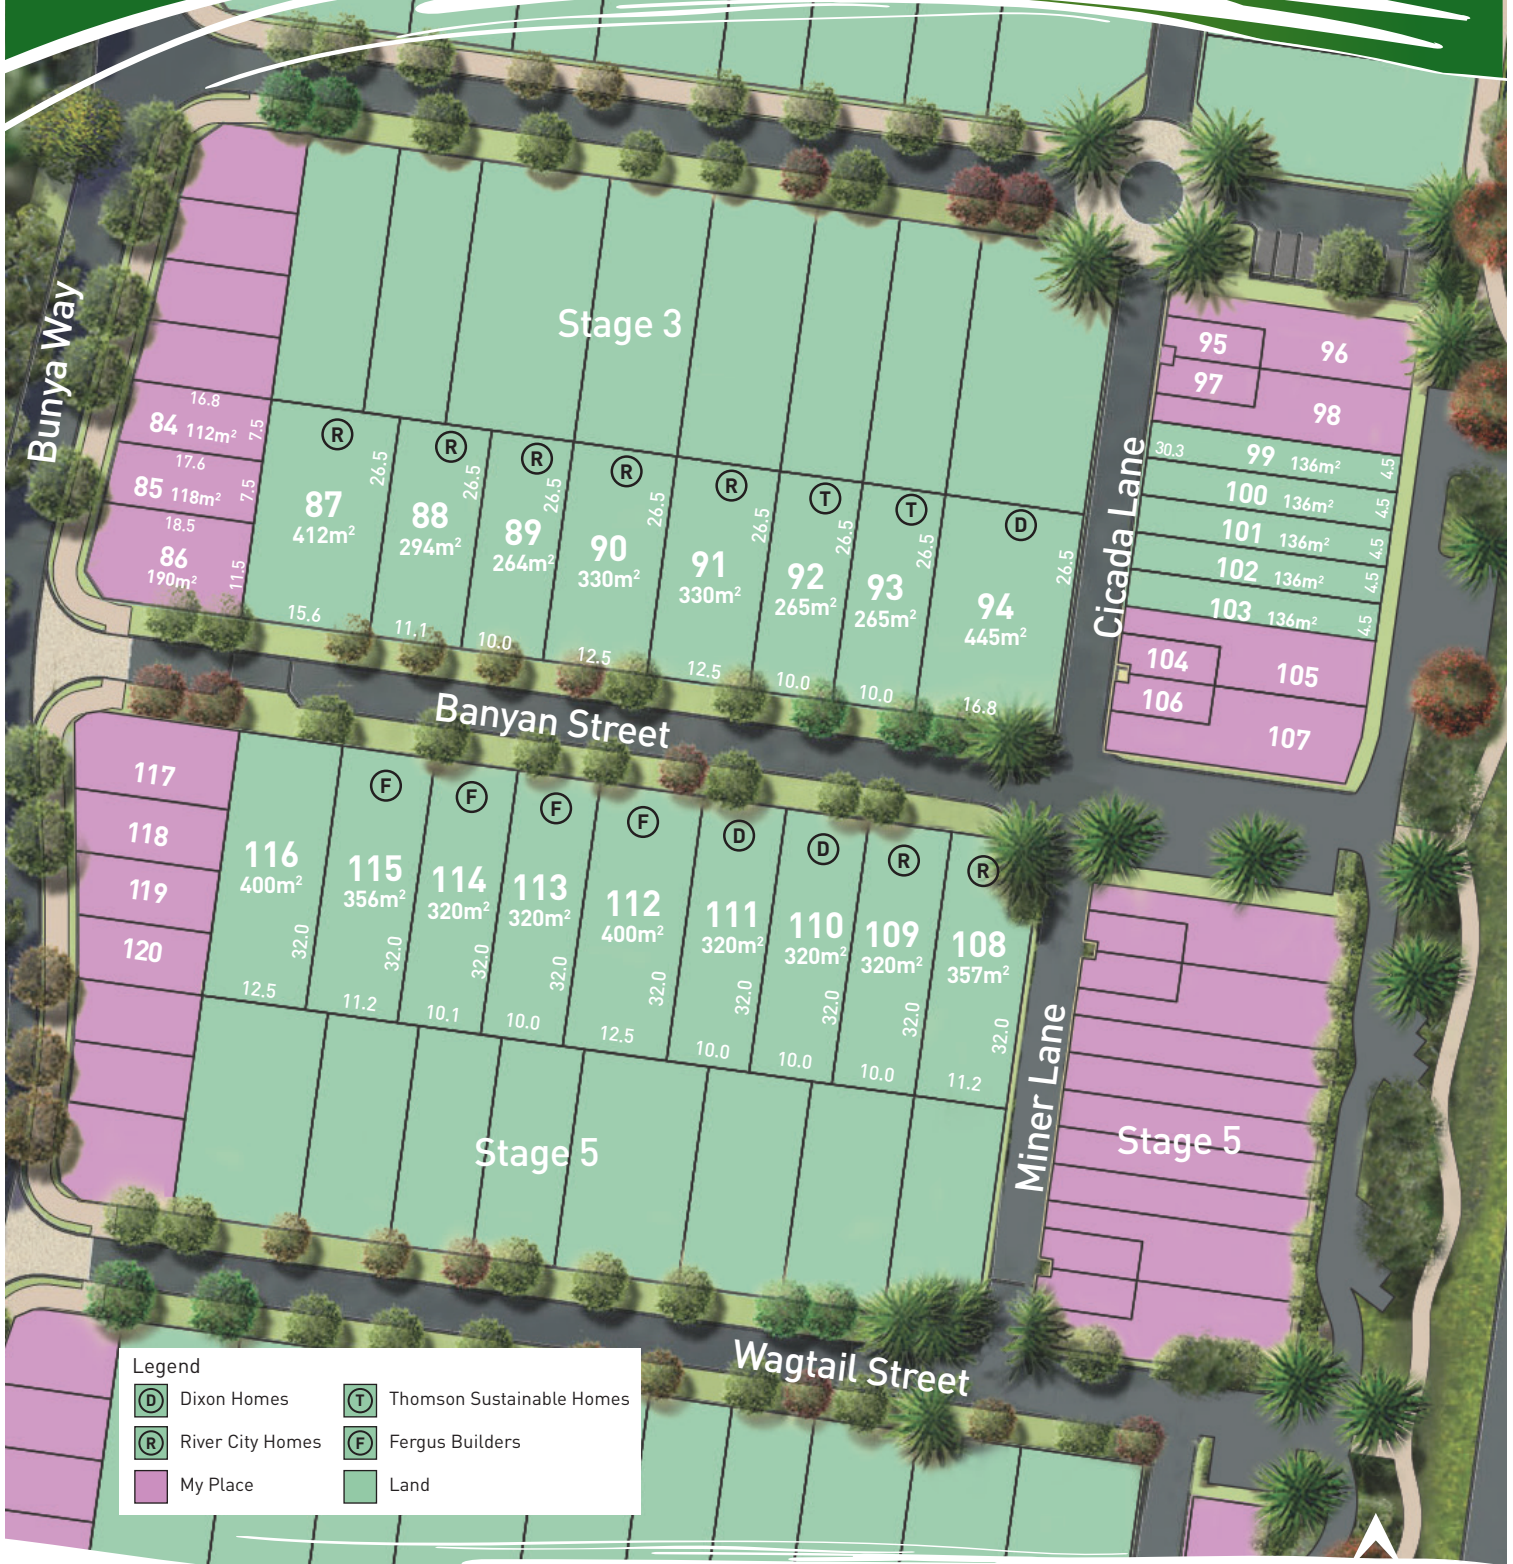 Stage 3
Bunya Way
Cicada Lane
95
96
97
98
30.3 99 136m² 4.5
100 136m² 4.5
101 136m² 4.5
102 136m² 4.5
103 136m² 4.5
104
105
106
107
16.8
84 112m² 7.5
17.6
85 118m² 7.5
18.5
86
190m² 11.5
R
26.5
87
412m²
15.6
R
26.5
88
294m²
11.1
R
26.5
89
264m²
10.0
R
26.5
90
330m²
12.5
R
26.5
91
330m²
12.5
T
26.5
92
265m²
10.0
T
26.5
93
265m²
10.0
D
26.5
94
445m²
16.8
Banyan Street
117
118
119
120
116
400m²
32.0
12.5
F
115
356m²
32.0
11.2
F
114
320m²
32.0
10.1
F
113
320m²
32.0
10.0
F
112
400m²
32.0
12.5
D
111
320m²
32.0
10.0
D
110
320m²
32.0
10.0
R
109
320m²
32.0
10.0
R
108
357m²
32.0
11.2
Miner Lane
Stage 5
Stage 5
Wagtail Street
Legend
D Dixon Homes
T Thomson Sustainable Homes
R River City Homes
F Fergus Builders
My Place
Land